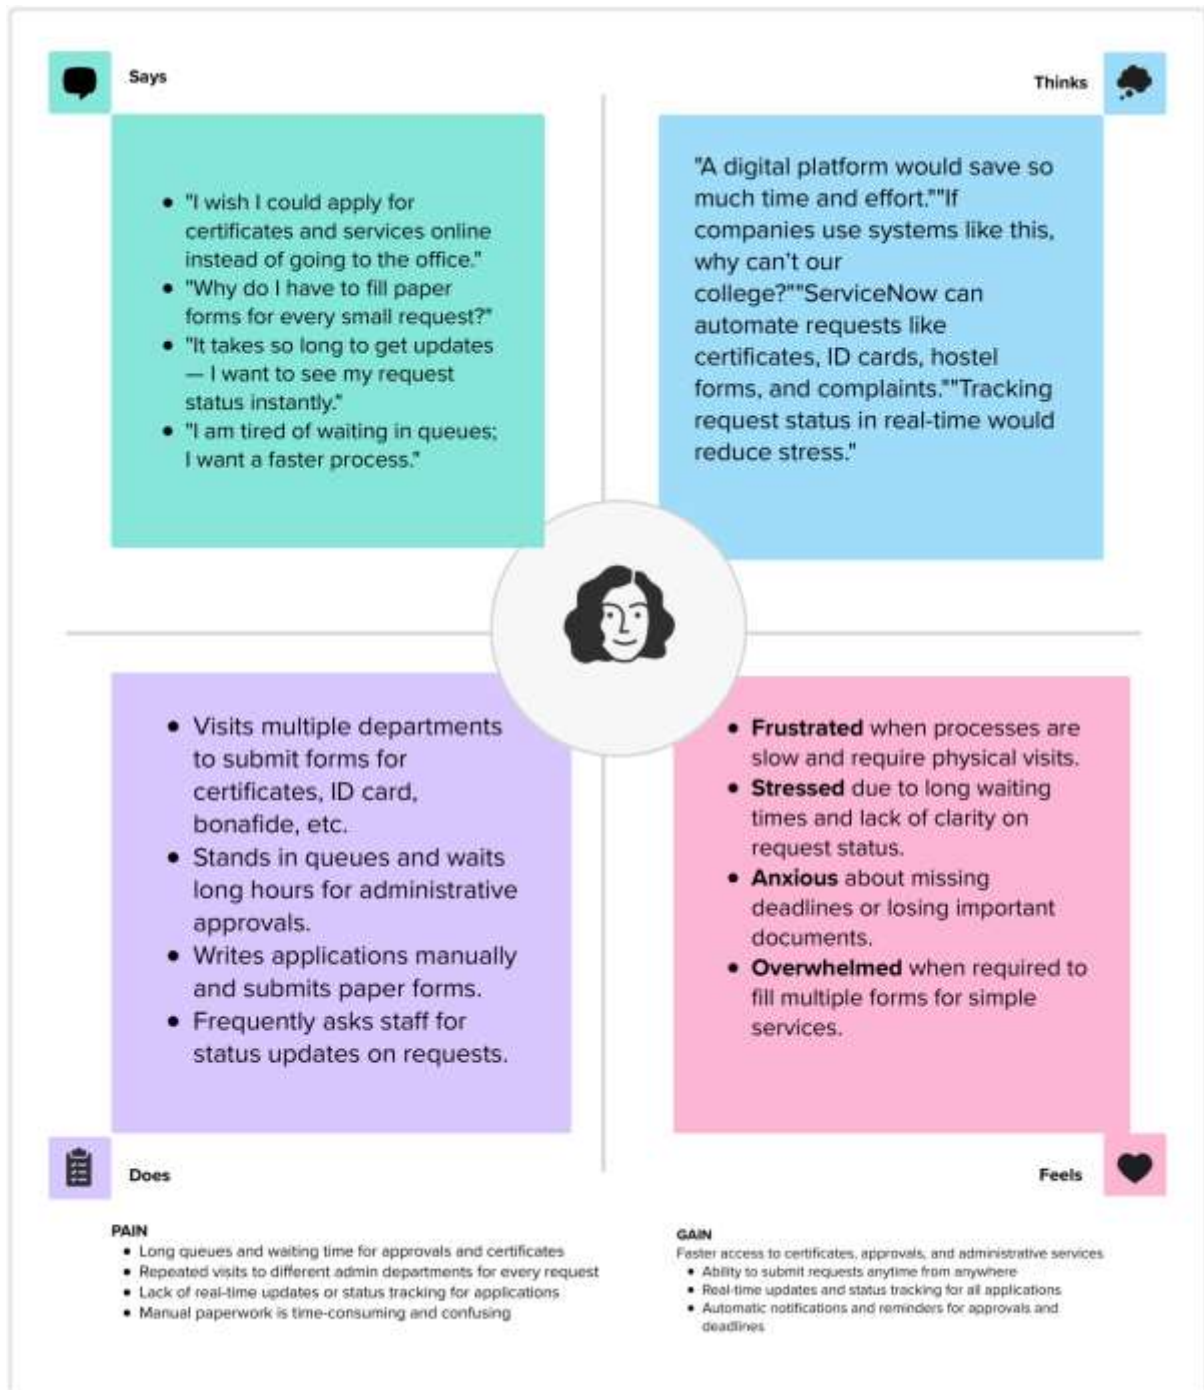 Says
• "I wish I could apply for
certificates and services online
instead of going to the office."
• "Why do I have to fill paper
forms for every small request?"
• "It takes so long to get updates
— I want to see my request
status instantly."
• "I am tired of waiting in queues;
I want a faster process."
Thinks
"A digital platform would save so
much time and effort.""If
companies use systems like this,
why can't our
college?""ServiceNow can
automate requests like
certificates, ID cards, hostel
forms, and complaints.""Tracking
request status in real-time would
reduce stress."
• Visits multiple departments
to submit forms for
certificates, ID card,
bonafide, etc.
• Stands in queues and waits
long hours for administrative
approvals.
• Writes applications manually
and submits paper forms.
• Frequently asks staff for
status updates on requests.
Does
• Frustrated when processes are
slow and require physical visits.
• Stressed due to long waiting
times and lack of clarity on
request status.
• Anxious about missing
deadlines or losing important
documents.
• Overwhelmed when required to
fill multiple forms for simple
services.
Feels
PAIN
• Long queues and waiting time for approvals and certificates
• Repeated visits to different admin departments for every request
• Lack of real-time updates or status tracking for applications
• Manual paperwork is time-consuming and confusing
GAIN
Faster access to certificates, approvals, and administrative services
• Ability to submit requests anytime from anywhere
• Real-time updates and status tracking for all applications
• Automatic notifications and reminders for approvals and
deadlines